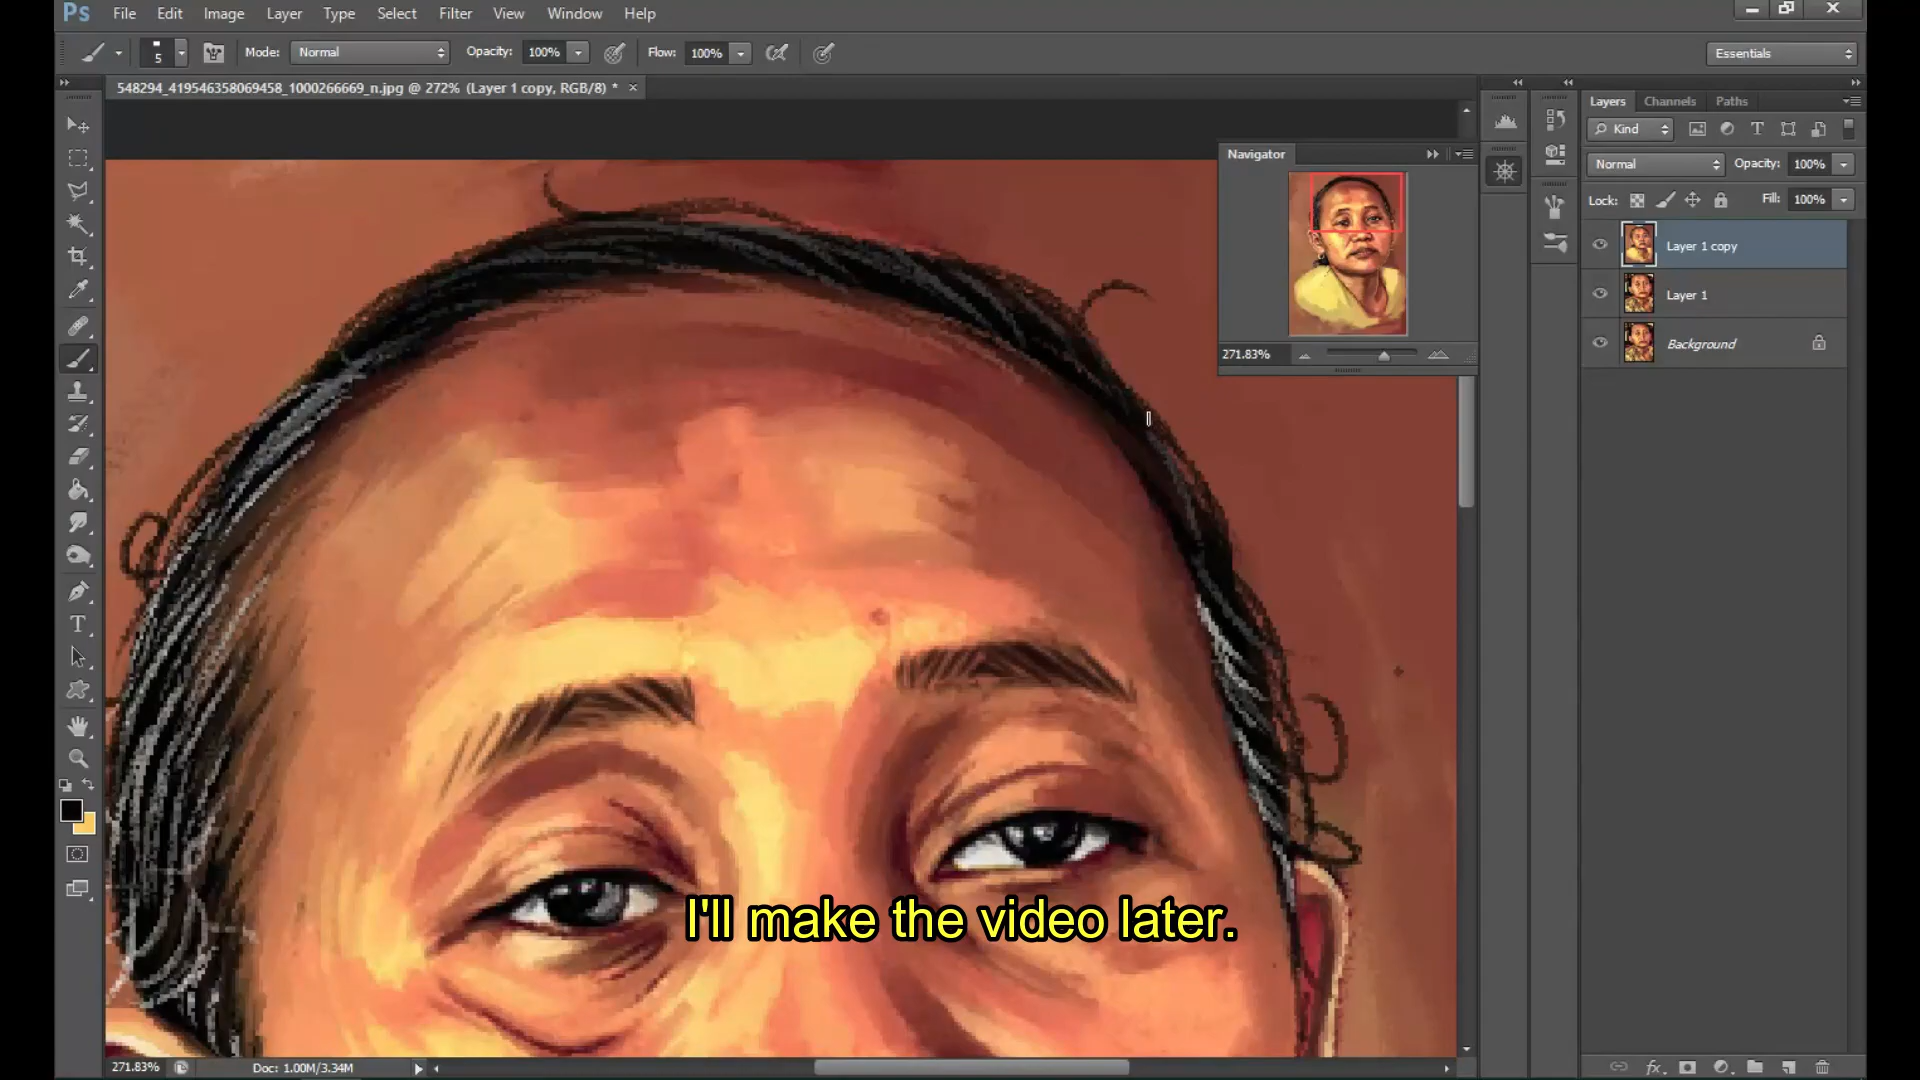 Ps File Edit Image Layer Type Select Filter View Window Help
5 Mode: Normal Opacity: 100% Flow: 100% Essentials
548294_419546358069458_1000266669_n.jpg @ 272% (Layer 1 copy, RGB/8) *
Layers Channels Paths
Kind
Navigator
Normal Opacity: 100%
Lock: Fill: 100%
Layer 1 copy
Layer 1
Background
271.83%
I'll make the video later.
271.83% Doc: 1.00M/3.34M